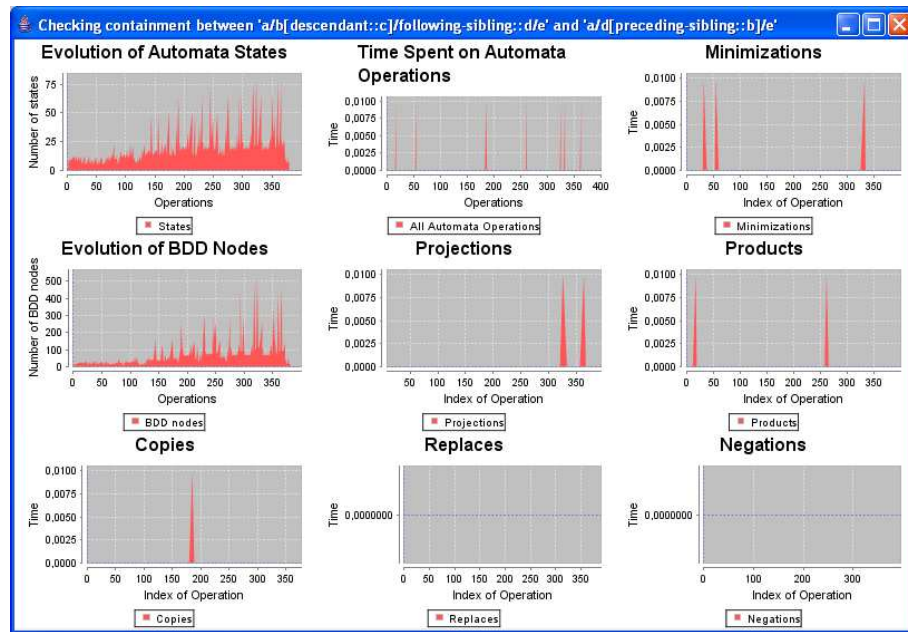 Checking containment between 'a/b[descendant::c]/following-sibling::d/e' and 'a/d[preceding-sibling::b]/e'
Evolution of Automata States
Number of states
75
50
25
0
0 50 100 150 200 250 300 350
Operations
States
Time Spent on Automata
Operations
Time
0,0100
0,0075
0,0050
0,0025
0,0000
0 50 100 150 200 250 300 350 400
Operations
All Automata Operations
Minimizations
Time
0,0100
0,0075
0,0050
0,0025
0,0000
0 50 100 150 200 250 300 350
Index of Operation
Minimizations
Evolution of BDD Nodes
Number of BDD nodes
500
400
300
200
100
0
0 50 100 150 200 250 300 350
Operations
BDD nodes
Projections
Time
0,0100
0,0075
0,0050
0,0025
0,0000
50 100 150 200 250 300 350
Index of Operation
Projections
Products
Time
0,0100
0,0075
0,0050
0,0025
0,0000
0 50 100 150 200 250 300 350
Index of Operation
Products
Copies
Time
0,0100
0,0075
0,0050
0,0025
0,0000
0 50 100 150 200 250 300 350
Index of Operation
Copies
Replaces
Time
0,0000000
0 50 100 150 200 250 300 350
Index of Operation
Replaces
Negations
Time
0,0000000
0 100 200 300
Index of Operation
Negations